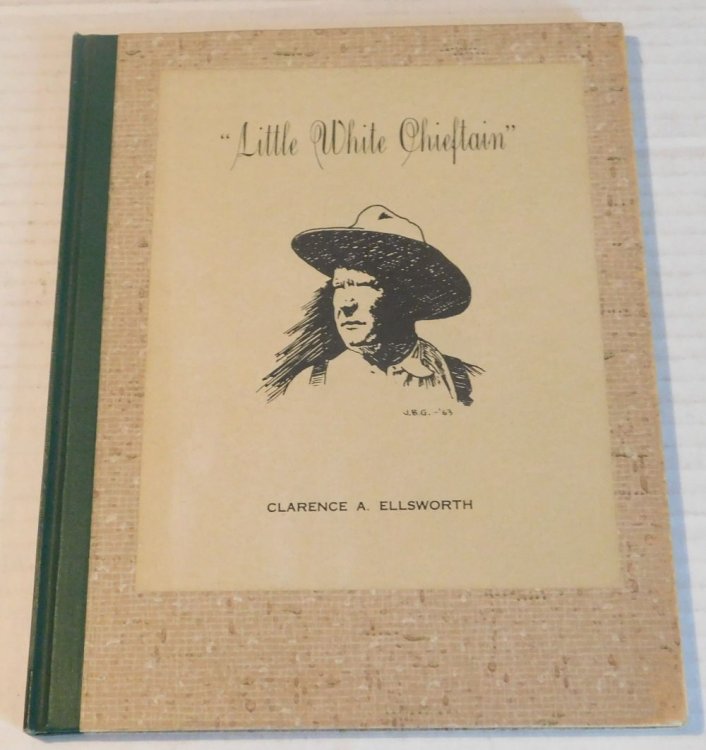 "Little White Chieftain"
J.B.G. -'63
CLARENCE A. ELLSWORTH